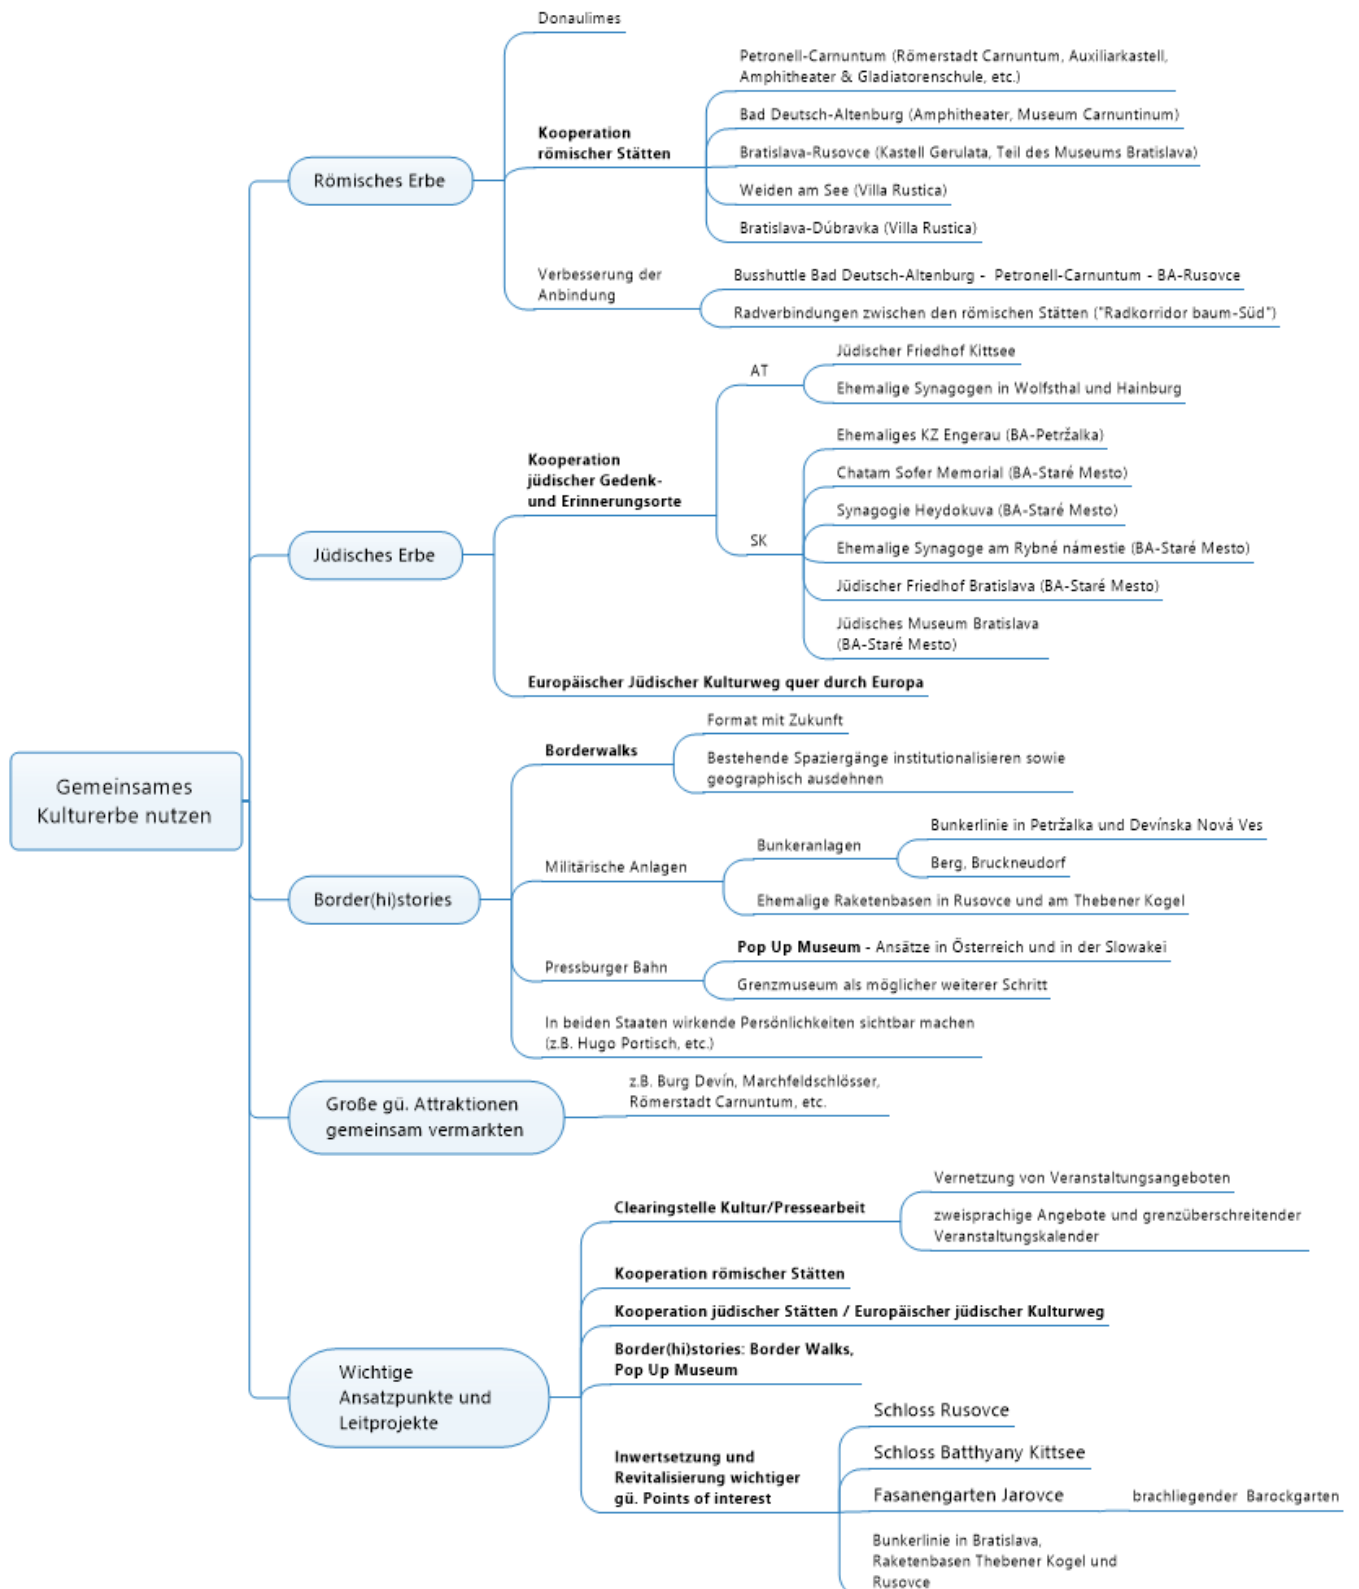 Gemeinsames
Kulturerbe nutzen
Römisches Erbe
Donaulimes
Kooperation
römischer Stätten
Petronell-Carnuntum (Römerstadt Carnuntum, Auxiliarkastell,
Amphitheater & Gladiatorenschule, etc.)
Bad Deutsch-Altenburg (Amphitheater, Museum Carnuntinum)
Bratislava-Rusovce (Kastell Gerulata, Teil des Museums Bratislava)
Weiden am See (Villa Rustica)
Bratislava-Dúbravka (Villa Rustica)
Verbesserung der
Anbindung
Busshuttle Bad Deutsch-Altenburg - Petronell-Carnuntum - BA-Rusovce
Radverbindungen zwischen den römischen Stätten ("Radkorridor baum-Süd")
Jüdisches Erbe
Kooperation
jüdischer Gedenk-
und Erinnerungsorte
AT
Jüdischer Friedhof Kittsee
Ehemalige Synagogen in Wolfsthal und Hainburg
SK
Ehemaliges KZ Engerau (BA-Petržalka)
Chatam Sofer Memorial (BA-Staré Mesto)
Synagogie Heydokuva (BA-Staré Mesto)
Ehemalige Synagoge am Rybné námestie (BA-Staré Mesto)
Jüdischer Friedhof Bratislava (BA-Staré Mesto)
Jüdisches Museum Bratislava
(BA-Staré Mesto)
Europäischer Jüdischer Kulturweg quer durch Europa
Border(hi)stories
Borderwalks
Format mit Zukunft
Bestehende Spaziergänge institutionalisieren sowie
geographisch ausdehnen
Militärische Anlagen
Bunkeranlagen
Bunkerlinie in Petržalka und Devínska Nová Ves
Berg, Bruckneudorf
Ehemalige Raketenbasen in Rusovce und am Thebener Kogel
Pressburger Bahn
Pop Up Museum - Ansätze in Österreich und in der Slowakei
Grenzmuseum als möglicher weiterer Schritt
In beiden Staaten wirkende Persönlichkeiten sichtbar machen
(z.B. Hugo Portisch, etc.)
Große gü. Attraktionen
gemeinsam vermarkten
z.B. Burg Devín, Marchfeldschlösser,
Römerstadt Carnuntum, etc.
Wichtige
Ansatzpunkte und
Leitprojekte
Clearingstelle Kultur/Pressearbeit
Vernetzung von Veranstaltungsangeboten
zweisprachige Angebote und grenzüberschreitender
Veranstaltungskalender
Kooperation römischer Stätten
Kooperation jüdischer Stätten / Europäischer jüdischer Kulturweg
Border(hi)stories: Border Walks,
Pop Up Museum
Inwertsetzung und
Revitalisierung wichtiger
gü. Points of interest
Schloss Rusovce
Schloss Batthyany Kittsee
Fasanengarten Jarovce
brachliegender Barockgarten
Bunkerlinie in Bratislava,
Raketenbasen Thebener Kogel und
Rusovce